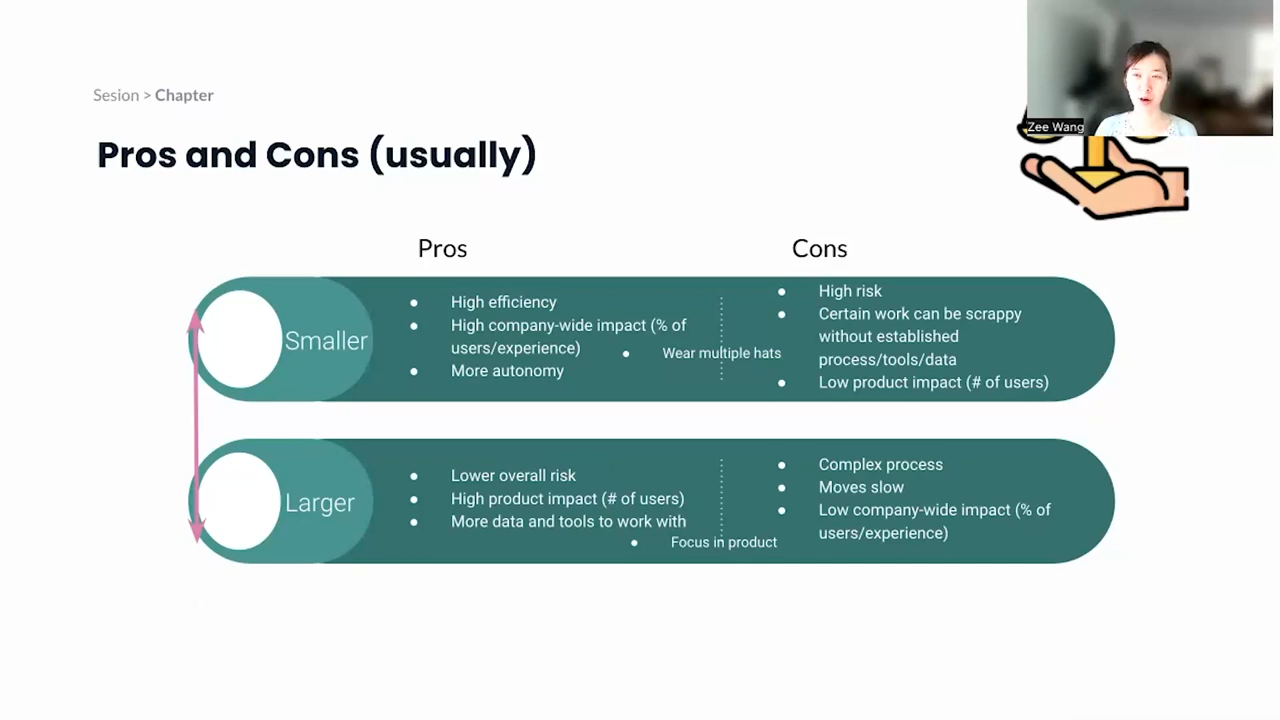 Sesion > Chapter
Zee Wang
Pros and Cons (usually)
Pros
Cons
Smaller
● High efficiency
● High company-wide impact (% of
users/experience)
● More autonomy
● Wear multiple hats
● High risk
● Certain work can be scrappy
without established
process/tools/data
● Low product impact (# of users)
Larger
● Lower overall risk
● High product impact (# of users)
● More data and tools to work with
● Focus in product
● Complex process
● Moves slow
● Low company-wide impact (% of
users/experience)